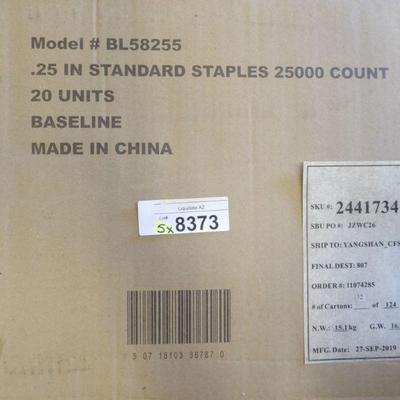 Model # BL58255
.25 IN STANDARD STAPLES 25000 COUNT
20 UNITS
BASELINE
MADE IN CHINA
Liquidate AZ
Lot#
5x 8373
SKU #: 2441734
SBU PO #: JZWC26
SHIP TO: YANGSHAN_CFS
FINAL DEST: 807
ORDER #: 11074285
# of Cartons: of 124
N.W.: 15.1 kg G.W. 16.
MFG. Date: 27-SEP-2019